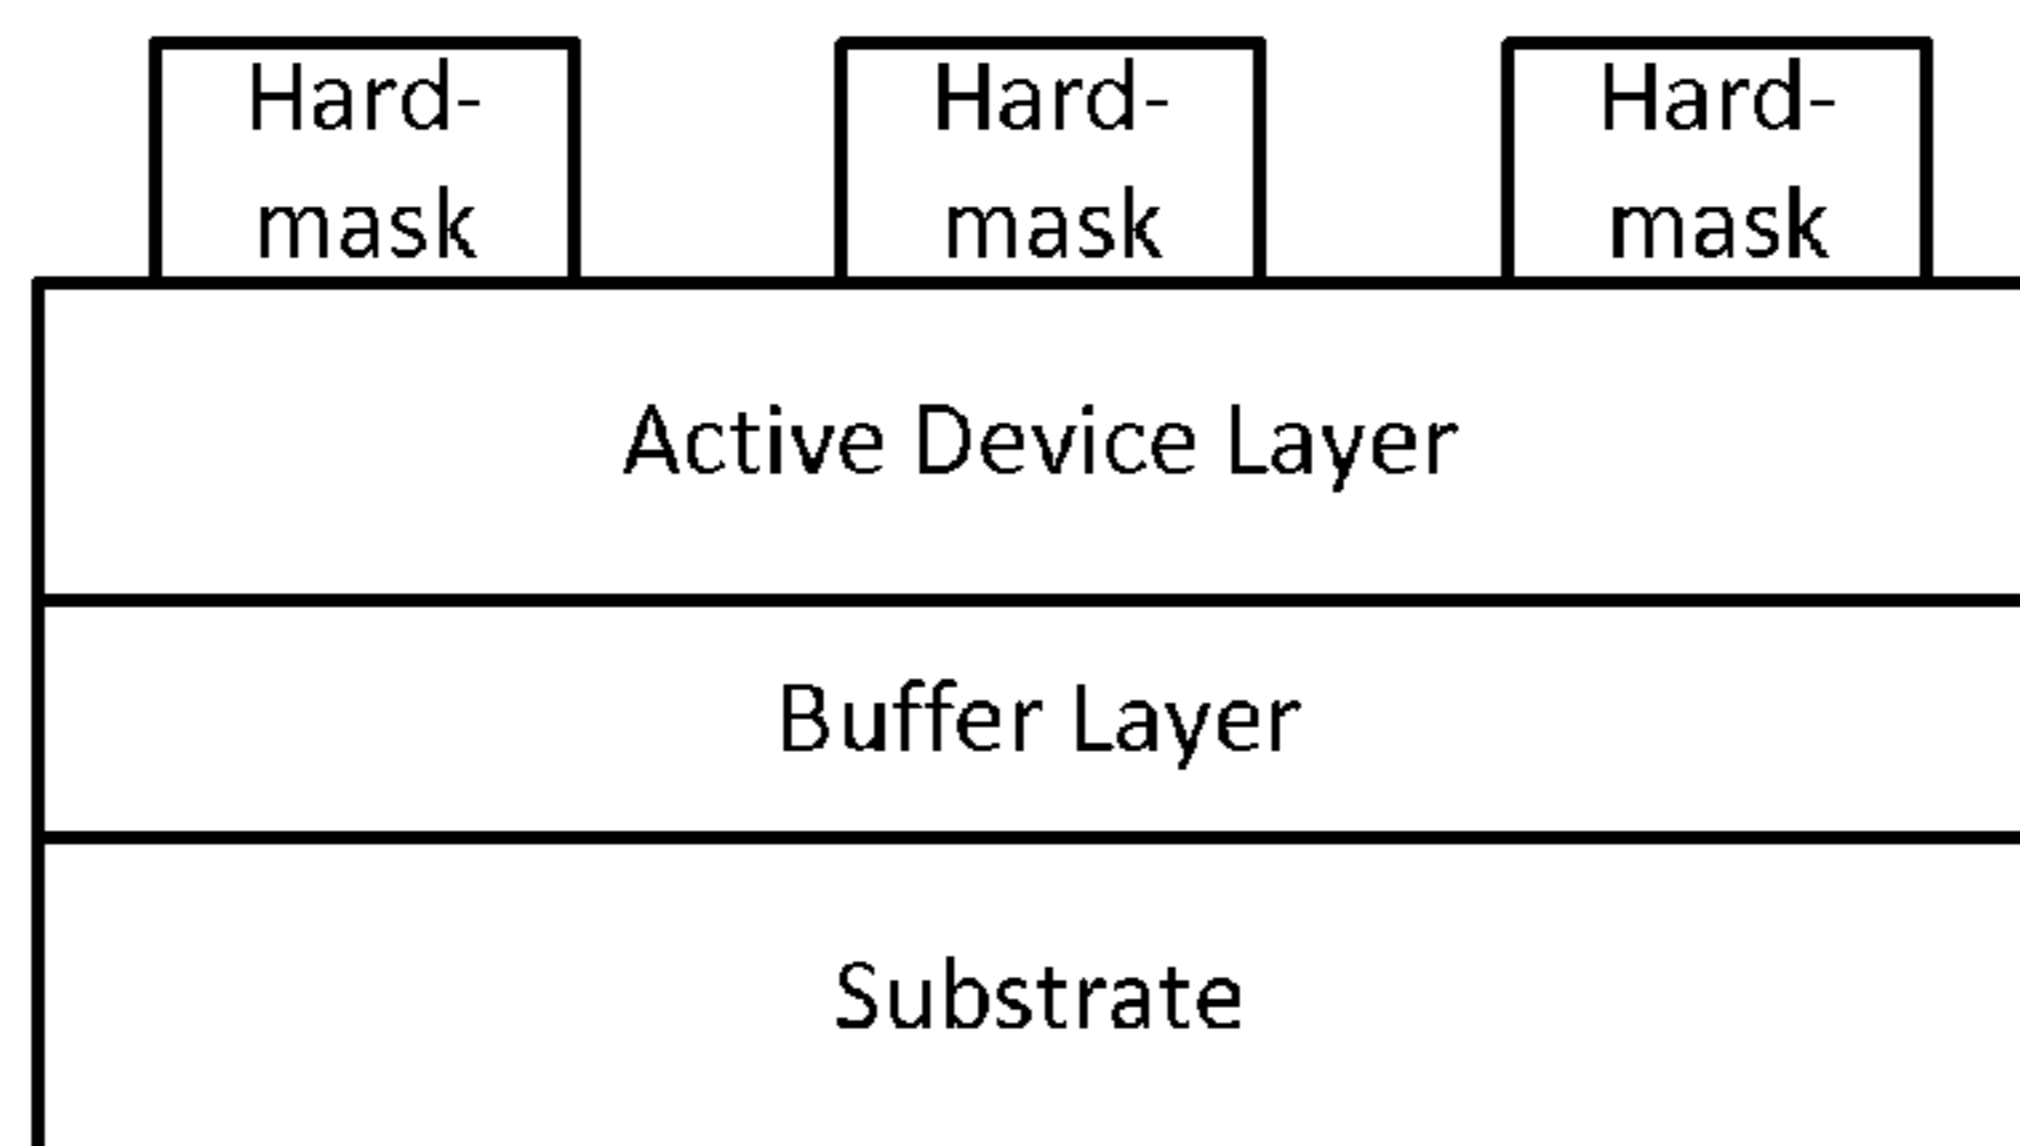 Hard-
mask
Hard-
mask
Hard-
mask
Active Device Layer
Buffer Layer
Substrate